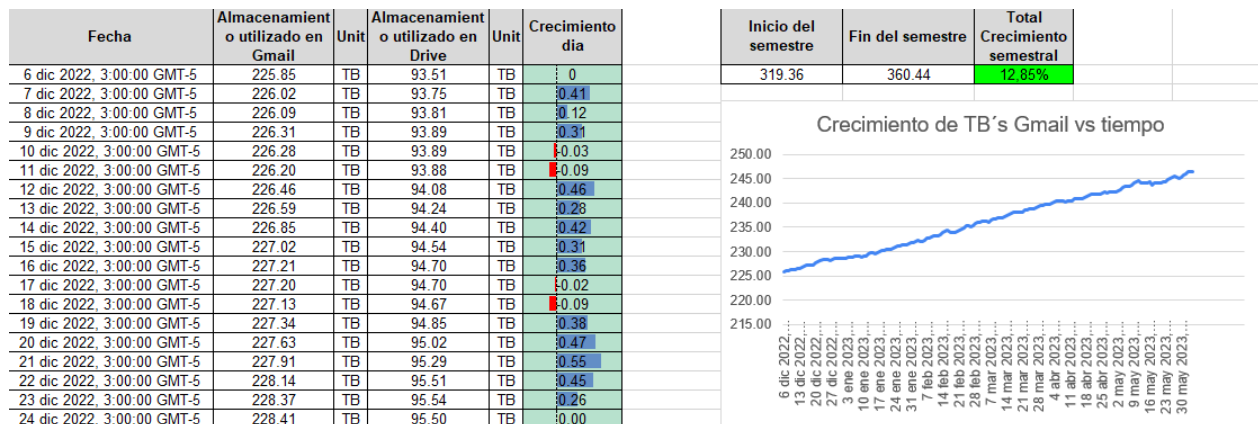 Fecha Almacenamient o utilizado en Gmail Unit Almacenamient o utilizado en Drive Unit Crecimiento dia
6 dic 2022, 3:00:00 GMT-5 225.85 TB 93.51 TB 0
7 dic 2022, 3:00:00 GMT-5 226.02 TB 93.75 TB 0.41
8 dic 2022, 3:00:00 GMT-5 226.09 TB 93.81 TB 0.12
9 dic 2022, 3:00:00 GMT-5 226.31 TB 93.89 TB 0.31
10 dic 2022, 3:00:00 GMT-5 226.28 TB 93.89 TB -0.03
11 dic 2022, 3:00:00 GMT-5 226.20 TB 93.88 TB -0.09
12 dic 2022, 3:00:00 GMT-5 226.46 TB 94.08 TB 0.46
13 dic 2022, 3:00:00 GMT-5 226.59 TB 94.24 TB 0.28
14 dic 2022, 3:00:00 GMT-5 226.85 TB 94.40 TB 0.42
15 dic 2022, 3:00:00 GMT-5 227.02 TB 94.54 TB 0.31
16 dic 2022, 3:00:00 GMT-5 227.21 TB 94.70 TB 0.36
17 dic 2022, 3:00:00 GMT-5 227.20 TB 94.70 TB -0.02
18 dic 2022, 3:00:00 GMT-5 227.13 TB 94.67 TB -0.09
19 dic 2022, 3:00:00 GMT-5 227.34 TB 94.85 TB 0.38
20 dic 2022, 3:00:00 GMT-5 227.63 TB 95.02 TB 0.47
21 dic 2022, 3:00:00 GMT-5 227.91 TB 95.29 TB 0.55
22 dic 2022, 3:00:00 GMT-5 228.14 TB 95.51 TB 0.45
23 dic 2022, 3:00:00 GMT-5 228.37 TB 95.54 TB 0.26
24 dic 2022, 3:00:00 GMT-5 228.41 TB 95.50 TB 0.00
Inicio del semestre Fin del semestre Total Crecimiento semestral
319.36 360.44 12,85%
Crecimiento de TB´s Gmail vs tiempo
250.00
245.00
240.00
235.00
230.00
225.00
220.00
215.00
6 dic 2022,...
13 dic 2022,...
20 dic 2022,...
27 dic 2022,...
3 ene 2023,...
10 ene 2023,...
17 ene 2023,...
24 ene 2023,...
31 ene 2023,...
7 feb 2023,...
14 feb 2023,...
21 feb 2023,...
28 feb 2023,...
7 mar 2023,...
14 mar 2023,...
21 mar 2023,...
28 mar 2023,...
4 abr 2023,...
11 abr 2023,...
18 abr 2023,...
25 abr 2023,...
2 may 2023,...
9 may 2023,...
16 may 2023,...
23 may 2023,...
30 may 2023,...